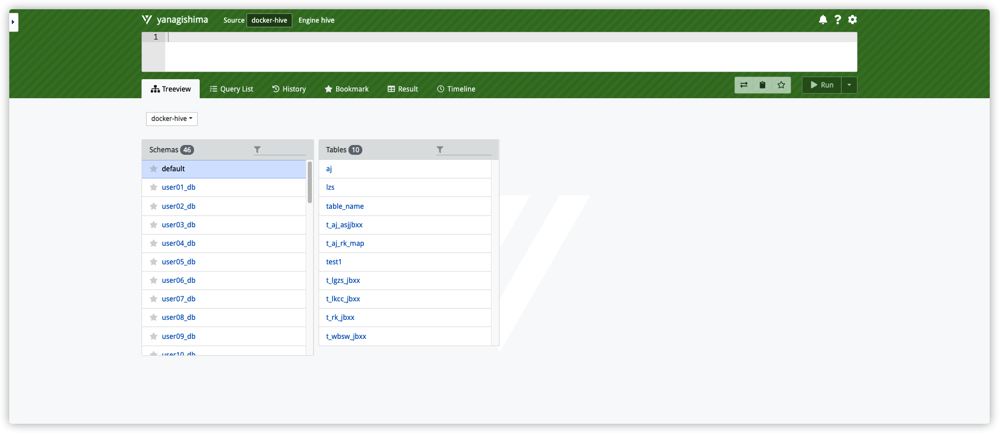 yanagishima Source docker-hive Engine hive
1
Treeview Query List History Bookmark Result Timeline Run
docker-hive
Schemas 46
default
user01_db
user02_db
user03_db
user04_db
user05_db
user06_db
user07_db
user08_db
user09_db
user10_db
Tables 10
aj
lzs
table_name
t_aj_asjjbxx
t_aj_rk_map
test1
t_lgzs_jbxx
t_lkcc_jbxx
t_rk_jbxx
t_wbsw_jbxx